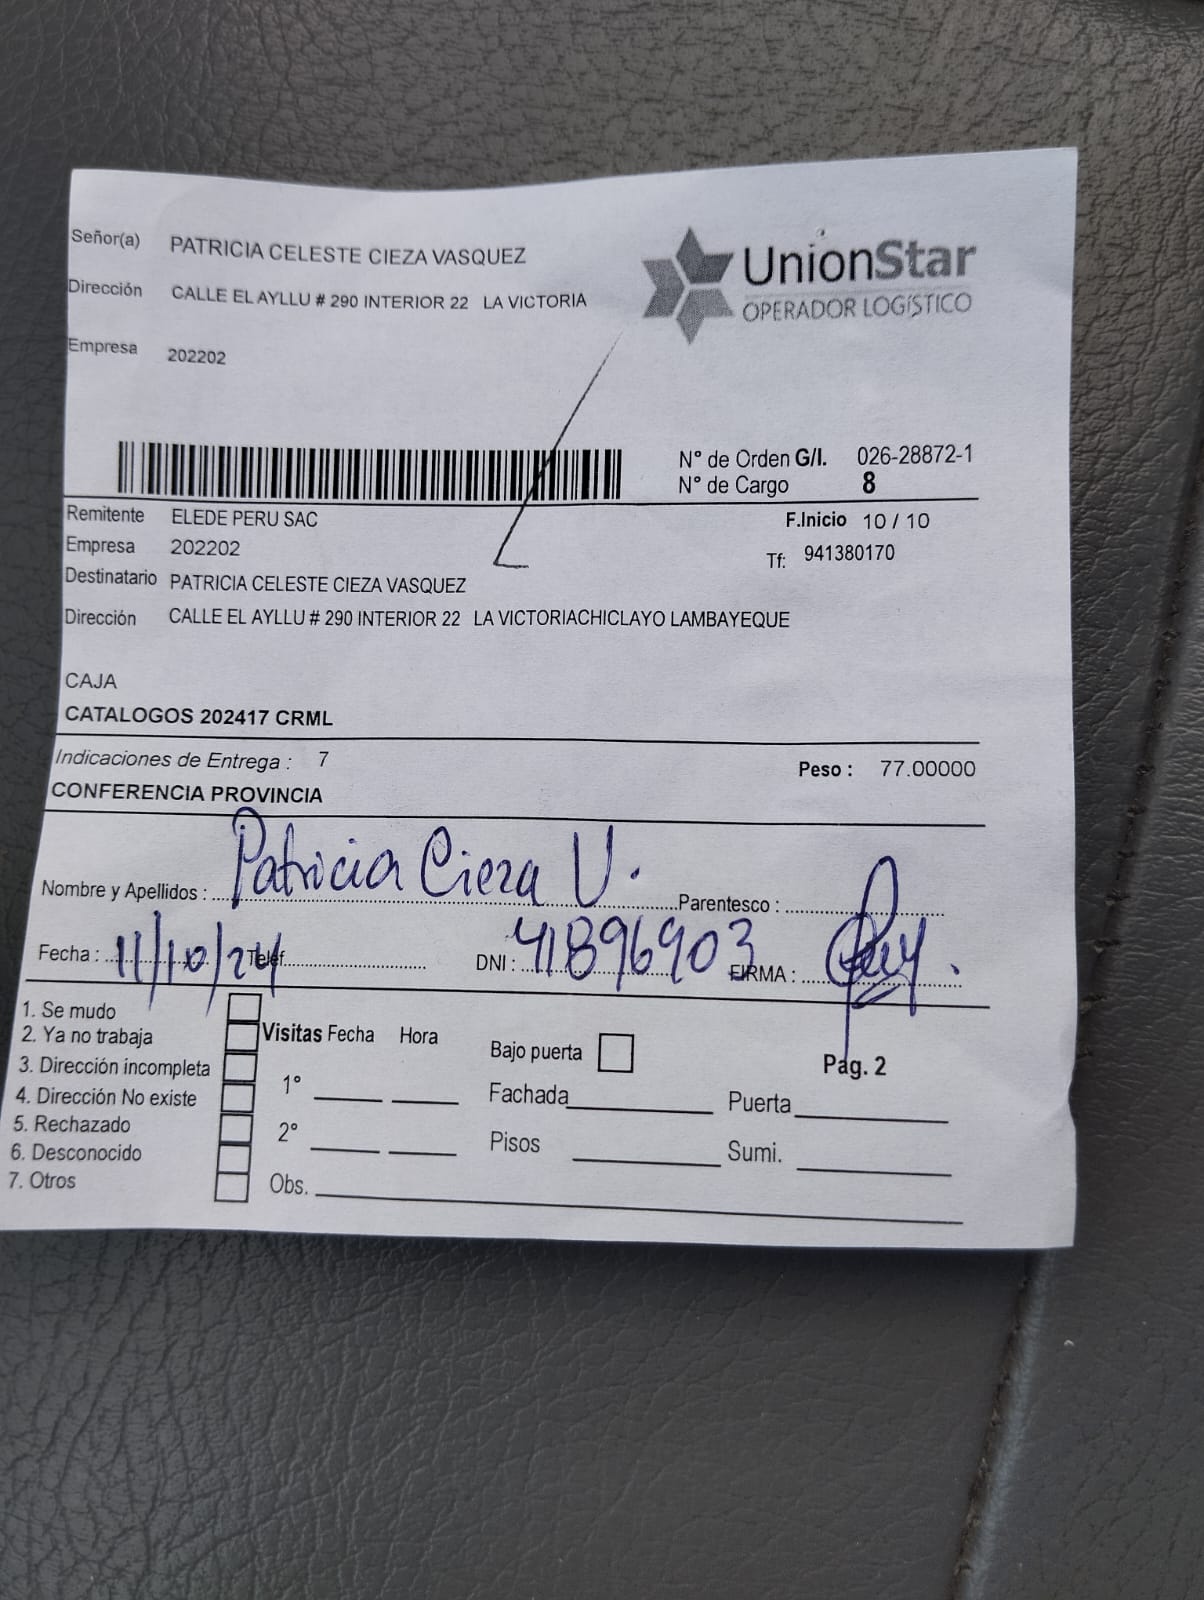 Señor(a) PATRICIA CELESTE CIEZA VASQUEZ
UnionStar
OPERADOR LOGÍSTICO
Dirección CALLE EL AYLLU # 290 INTERIOR 22 LA VICTORIA
Empresa 202202
N° de Orden G/I. 026-28872-1
N° de Cargo 8
Remitente ELEDE PERU SAC F.Inicio 10 / 10
Empresa 202202 Tf: 941380170
Destinatario PATRICIA CELESTE CIEZA VASQUEZ
Dirección CALLE EL AYLLU # 290 INTERIOR 22 LA VICTORIACHICLAYO LAMBAYEQUE
CAJA
CATALOGOS 202417 CRML
Indicaciones de Entrega : 7 Peso : 77.00000
CONFERENCIA PROVINCIA
Nombre y Apellidos : Patricia Cieza V. Parentesco :
Fecha : 11/10/24 Telef. DNI : 41896903 FIRMA :
1. Se mudo
2. Ya no trabaja Visitas Fecha Hora Bajo puerta Pag. 2
3. Dirección incompleta 1° Fachada Puerta
4. Dirección No existe
5. Rechazado 2° Pisos Sumi.
6. Desconocido
7. Otros Obs.